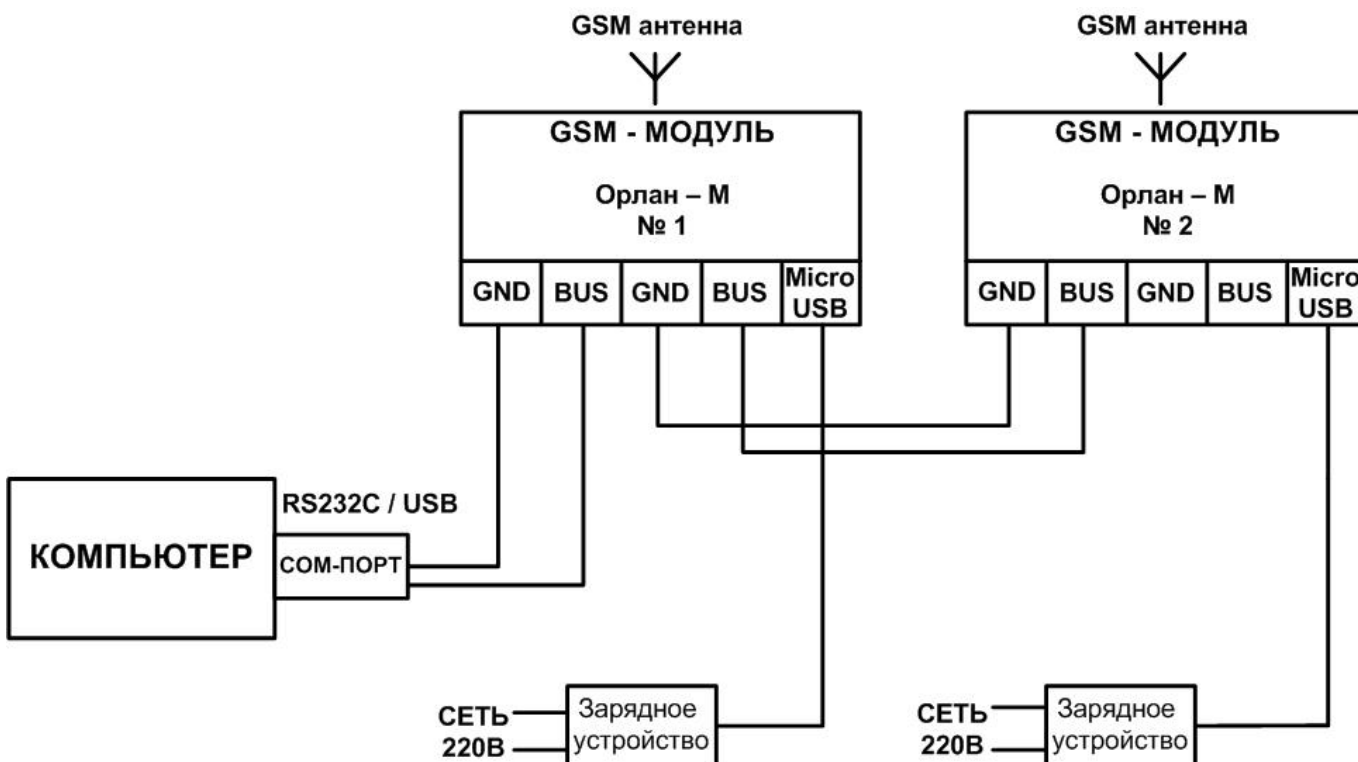 GSM антенна
GSM антенна
GSM - МОДУЛЬ
Орлан – М
№ 1
GND BUS GND BUS Micro USB
GSM - МОДУЛЬ
Орлан – М
№ 2
GND BUS GND BUS Micro USB
КОМПЬЮТЕР
RS232C / USB
COM-ПОРТ
СЕТЬ
220В
Зарядное
устройство
СЕТЬ
220В
Зарядное
устройство